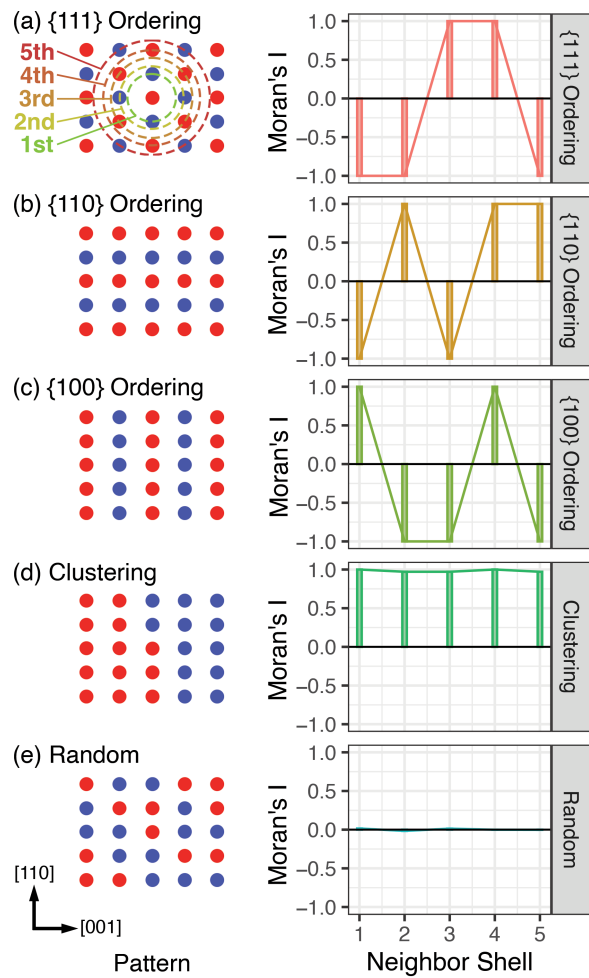 (a) {111} Ordering
5th
4th
3rd
2nd
1st
1.0
0.5
0.0
−0.5
−1.0
Moran's I
{111} Ordering
(b) {110} Ordering
1.0
0.5
0.0
−0.5
−1.0
Moran's I
{110} Ordering
(c) {100} Ordering
1.0
0.5
0.0
−0.5
−1.0
Moran's I
{100} Ordering
(d) Clustering
1.0
0.5
0.0
−0.5
−1.0
Moran's I
Clustering
(e) Random
1.0
0.5
0.0
−0.5
−1.0
Moran's I
Random
[110]
[001]
Pattern
1 2 3 4 5
Neighbor Shell